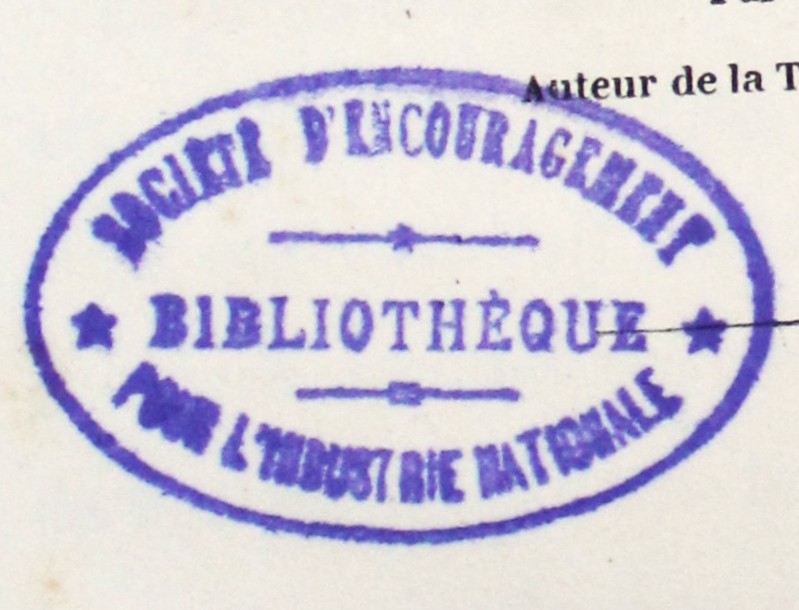 Auteur de la T
SOCIÉTÉ D'ENCOURAGEMENT
BIBLIOTHÈQUE
POUR L'INDUSTRIE NATIONALE